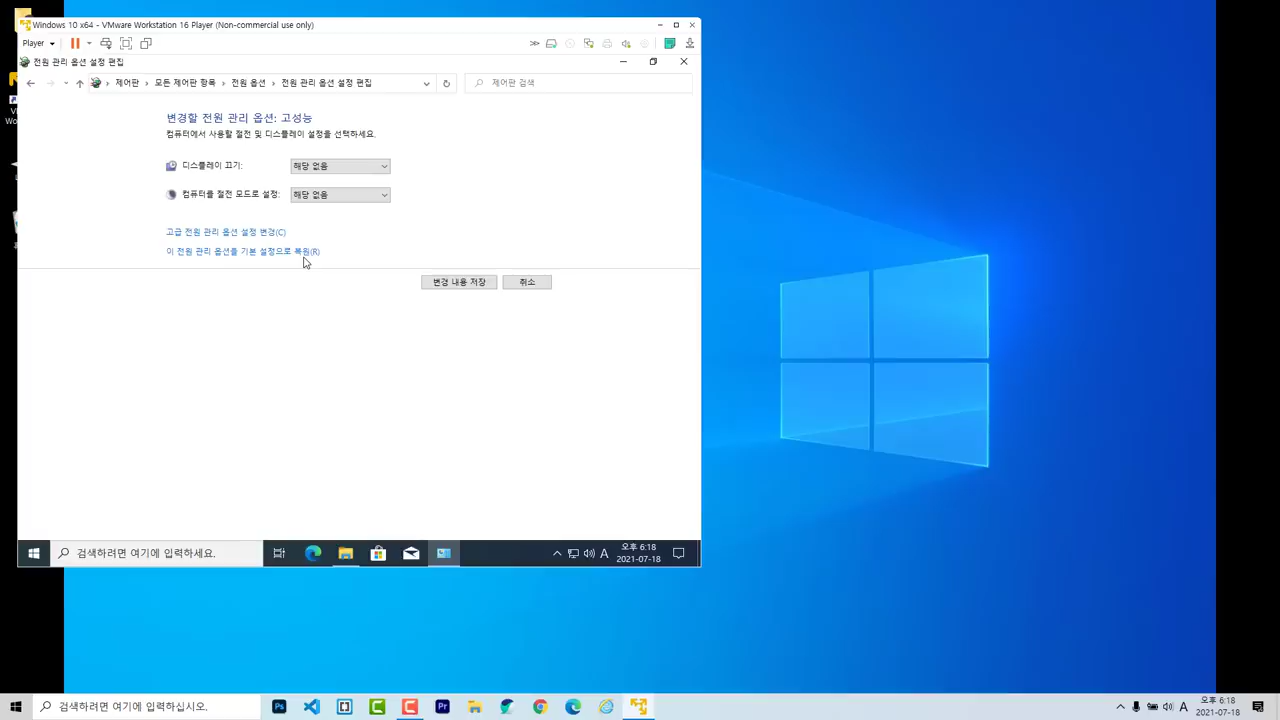 Windows 10 x64 - VMware Workstation 16 Player (Non-commercial use only)
Player
전원 관리 옵션 설정 편집
제어판 › 모든 제어판 항목 › 전원 옵션 › 전원 관리 옵션 설정 편집
제어판 검색
변경할 전원 관리 옵션: 고성능
컴퓨터에서 사용할 절전 및 디스플레이 설정을 선택하세요.
디스플레이 끄기: 해당 없음
컴퓨터를 절전 모드로 설정: 해당 없음
고급 전원 관리 옵션 설정 변경(C)
이 전원 관리 옵션을 기본 설정으로 복원(R)
변경 내용 저장 취소
검색하려면 여기에 입력하세요.
A
오후 6:18
2021-07-18
검색하려면 여기에 입력하십시오.
Ps
Pr
A
오후 6:18
2021-07-18